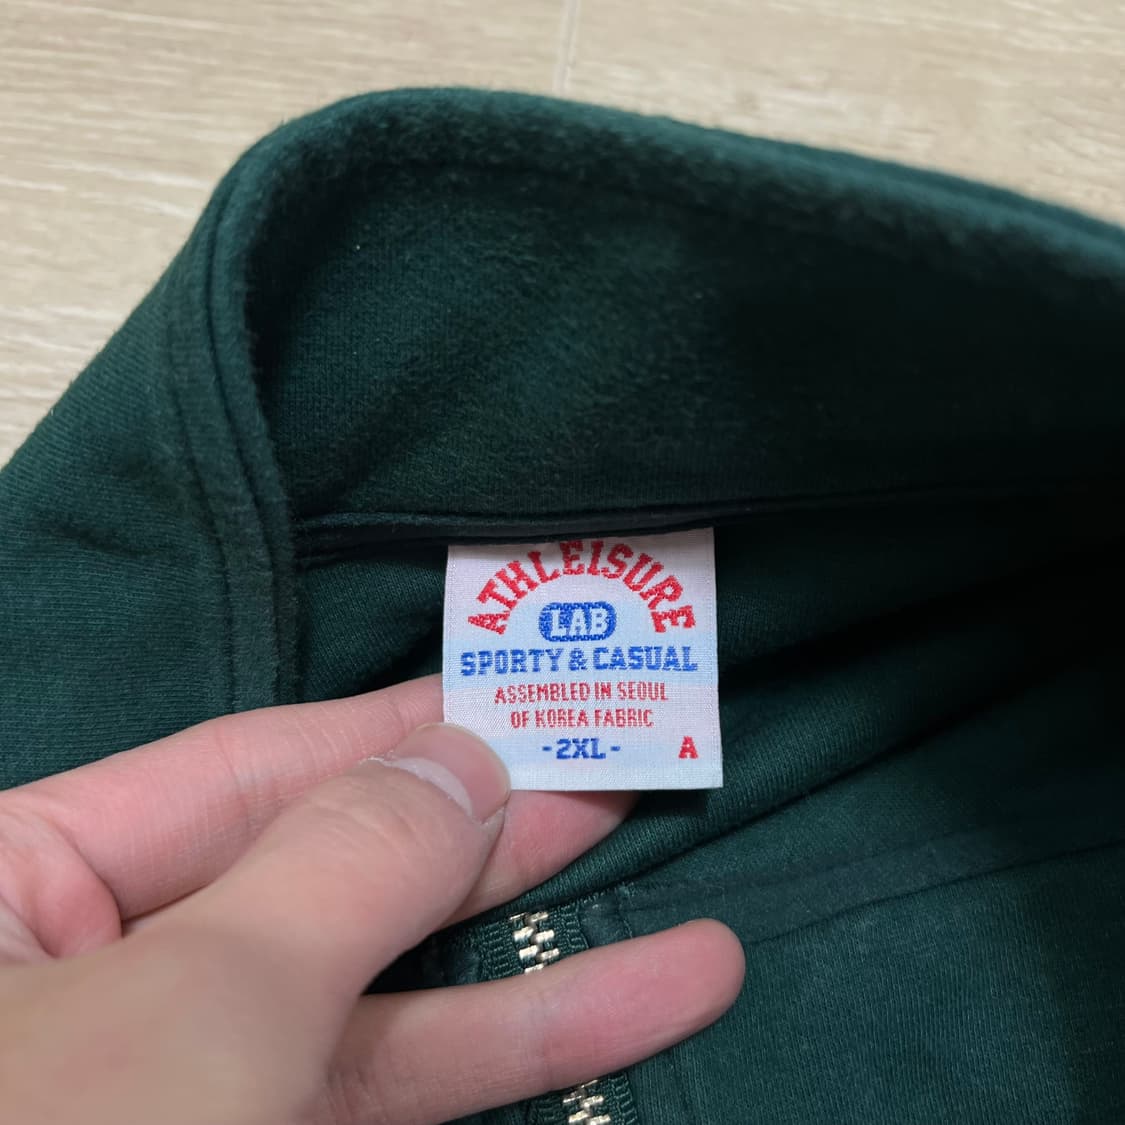 ATHLEISURE
LAB
SPORTY & CASUAL
ASSEMBLED IN SEOUL
OF KOREA FABRIC
-2XL- A